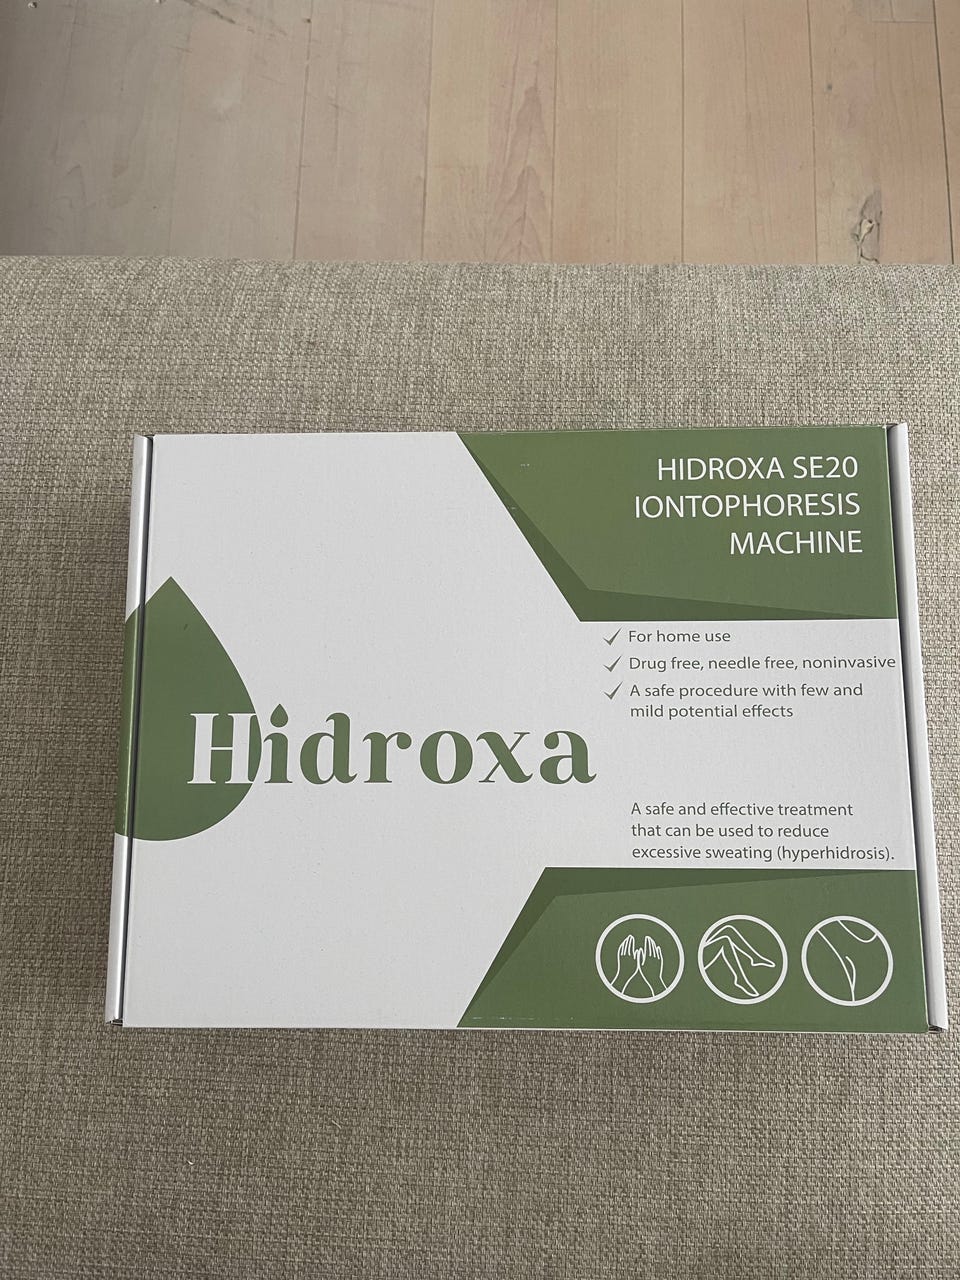 HIDROXA SE20
IONTOPHORESIS
MACHINE
For home use
Drug free, needle free, noninvasive
A safe procedure with few and
mild potential effects
Hidroxa
A safe and effective treatment
that can be used to reduce
excessive sweating (hyperhidrosis).